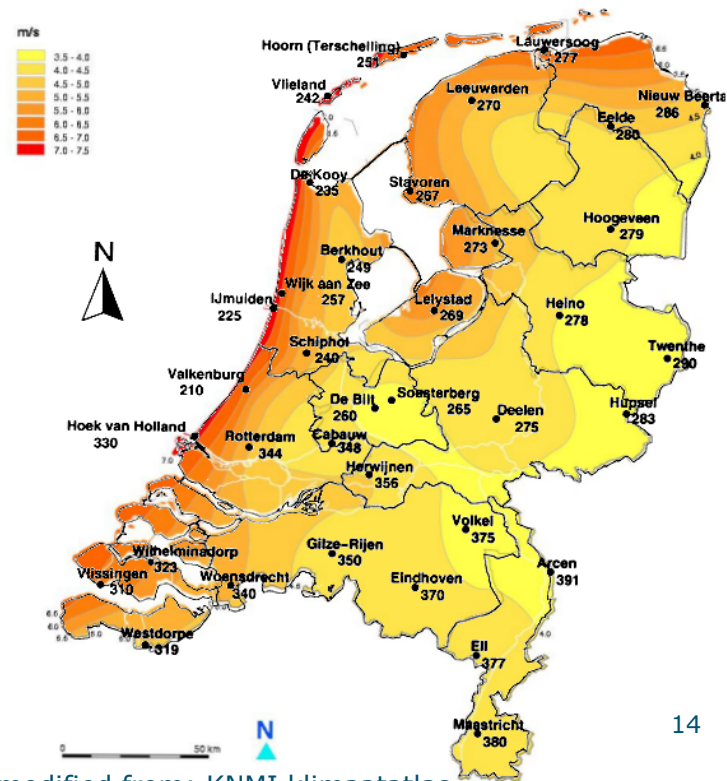 m/s
3.5 - 4.0
4.0 - 4.5
4.5 - 5.0
5.0 - 5.5
5.5 - 6.0
6.0 - 6.5
6.5 - 7.0
7.0 - 7.5
Hoorn (Terschelling)
251
Lauwersoog
277
Vlieland
242
Leeuwarden
270
Nieuw Beerta
286
Eelde
280
De Kooy
235
Stavoren
267
Hoogeveen
279
Marknesse
273
N
Berkhout
249
Wijk aan Zee
257
IJmuiden
225
Lelystad
269
Heino
278
Schiphol
240
Twenthe
290
Valkenburg
210
De Bilt
260
Soesterberg
265
Deelen
275
Hupsel
283
Hoek van Holland
330
Rotterdam
344
Cabauw
348
Herwijnen
356
Volkel
375
Gilze-Rijen
350
Wilhelminadorp
323
Vlissingen
310
Woensdrecht
340
Eindhoven
370
Arcen
391
Westdorpe
319
Ell
377
Maastricht
380
N
0
50 km
14
modified from: KNMI klimaatatlas